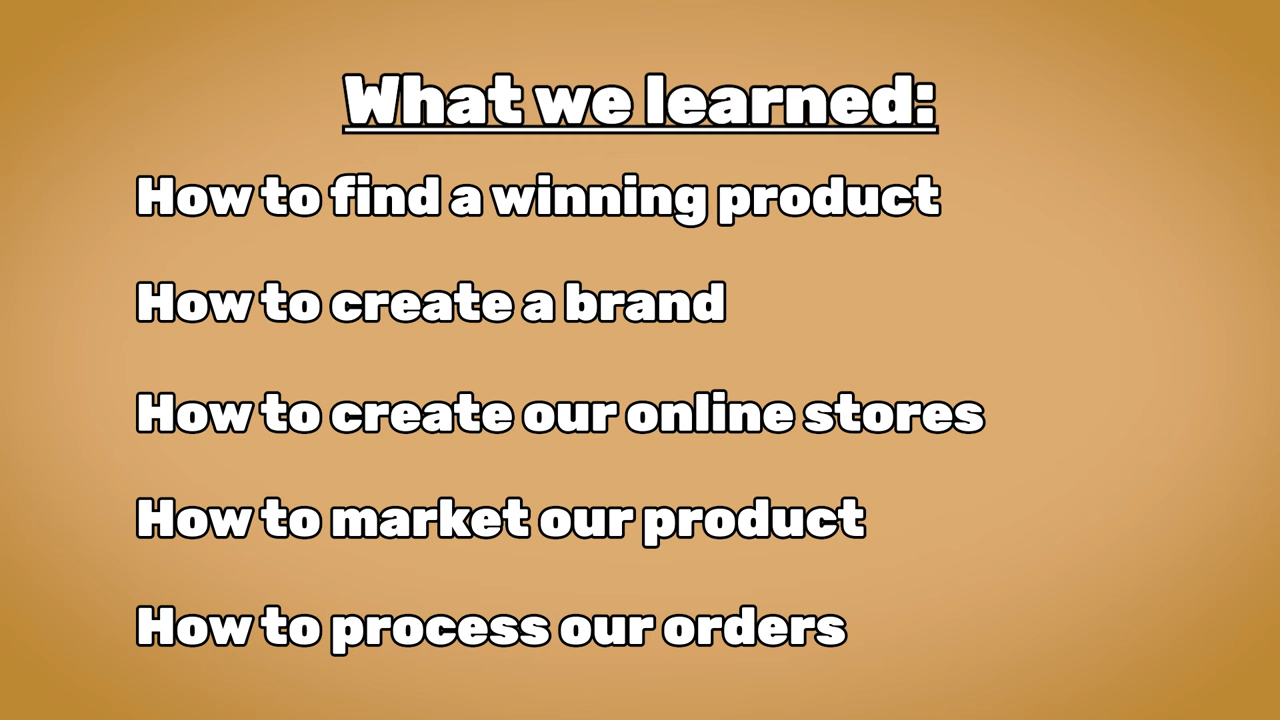 What we learned:
How to find a winning product
How to create a brand
How to create our online stores
How to market our product
How to process our orders